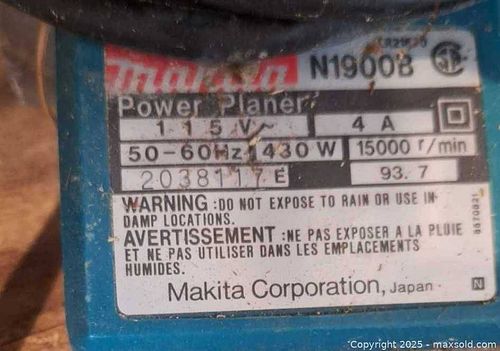 makita N1900B
Power Planer
115V~ 4 A
50-60Hz 430 W 15000 r/min
2038117E 93.7
WARNING :DO NOT EXPOSE TO RAIN OR USE IN
DAMP LOCATIONS.
AVERTISSEMENT :NE PAS EXPOSER A LA PLUIE
ET NE PAS UTILISER DANS LES EMPLACEMENTS
HUMIDES.
Makita Corporation, Japan N
Copyright 2025 - maxsold.com